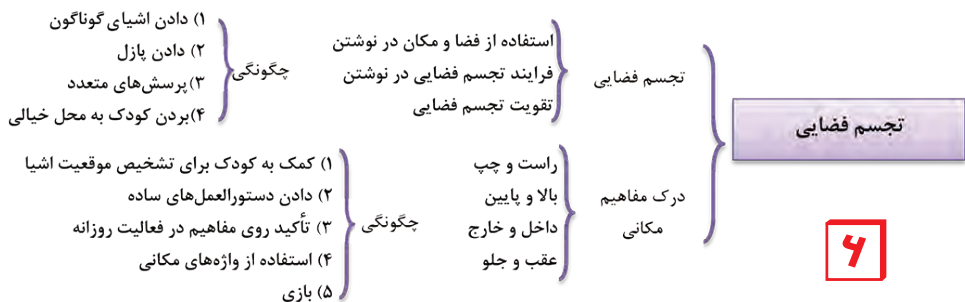 تجسم فضایی
تجسم فضایی
استفاده از فضا و مکان در نوشتن
فرایند تجسم فضایی در نوشتن
تقویت تجسم فضایی
چگونگی
۱) دادن اشیای گوناگون
۲) دادن پازل
۳)پرسش‌های متعدد
۴)بردن کودک به محل خیالی
درک مفاهیم
مکانی
راست و چپ
بالا و پایین
داخل و خارج
عقب و جلو
چگونگی
۱) کمک به کودک برای تشخیص موقعیت اشیا
۲) دادن دستورالعمل‌های ساده
۳) تأکید روی مفاهیم در فعالیت روزانه
۴) استفاده از واژه‌های مکانی
۵) بازی
۶